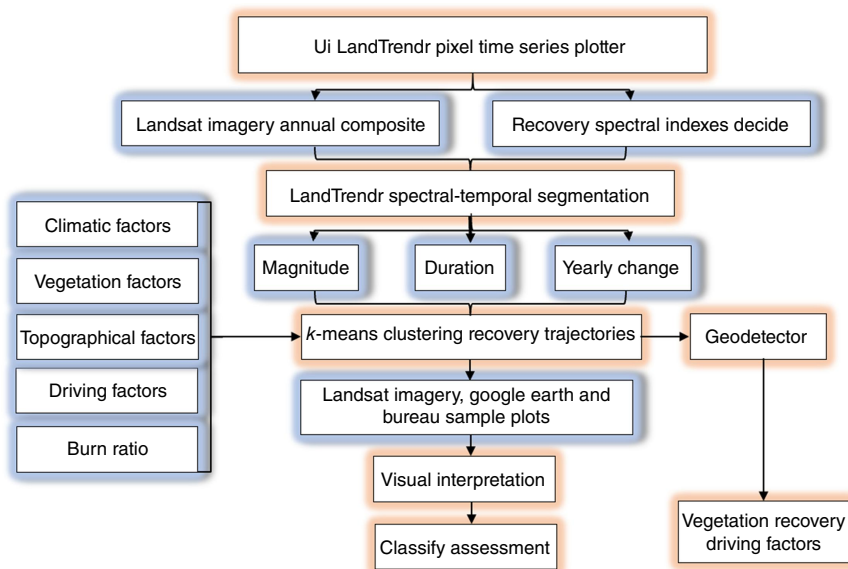 Ui LandTrendr pixel time series plotter
Landsat imagery annual composite
Recovery spectral indexes decide
LandTrendr spectral-temporal segmentation
Climatic factors
Vegetation factors
Topographical factors
Driving factors
Burn ratio
Magnitude
Duration
Yearly change
k-means clustering recovery trajectories
Geodetector
Landsat imagery, google earth and
bureau sample plots
Visual interpretation
Classify assessment
Vegetation recovery
driving factors